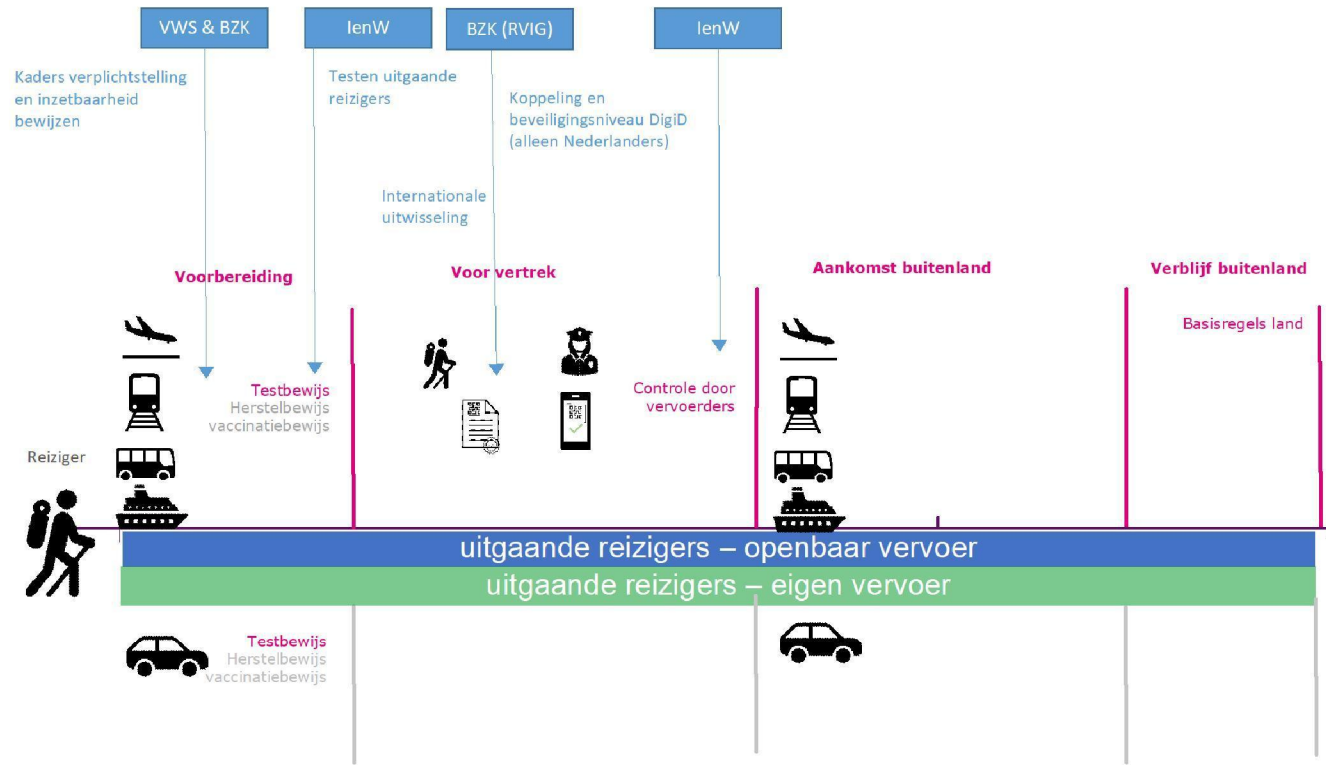 VWS & BZK
IenW
BZK (RVIG)
IenW
Kaders verplichtstelling
en inzetbaarheid
bewijzen
Testen uitgaande
reizigers
Koppeling en
beveiligingsniveau DigiD
(alleen Nederlanders)
Internationale
uitwisseling
Voorbereiding
Voor vertrek
Aankomst buitenland
Verblijf buitenland
Basisregels land
Testbewijs
Herstelbewijs
vaccinatiebewijs
Controle door
vervoerders
Reiziger
uitgaande reizigers – openbaar vervoer
uitgaande reizigers – eigen vervoer
Testbewijs
Herstelbewijs
vaccinatiebewijs